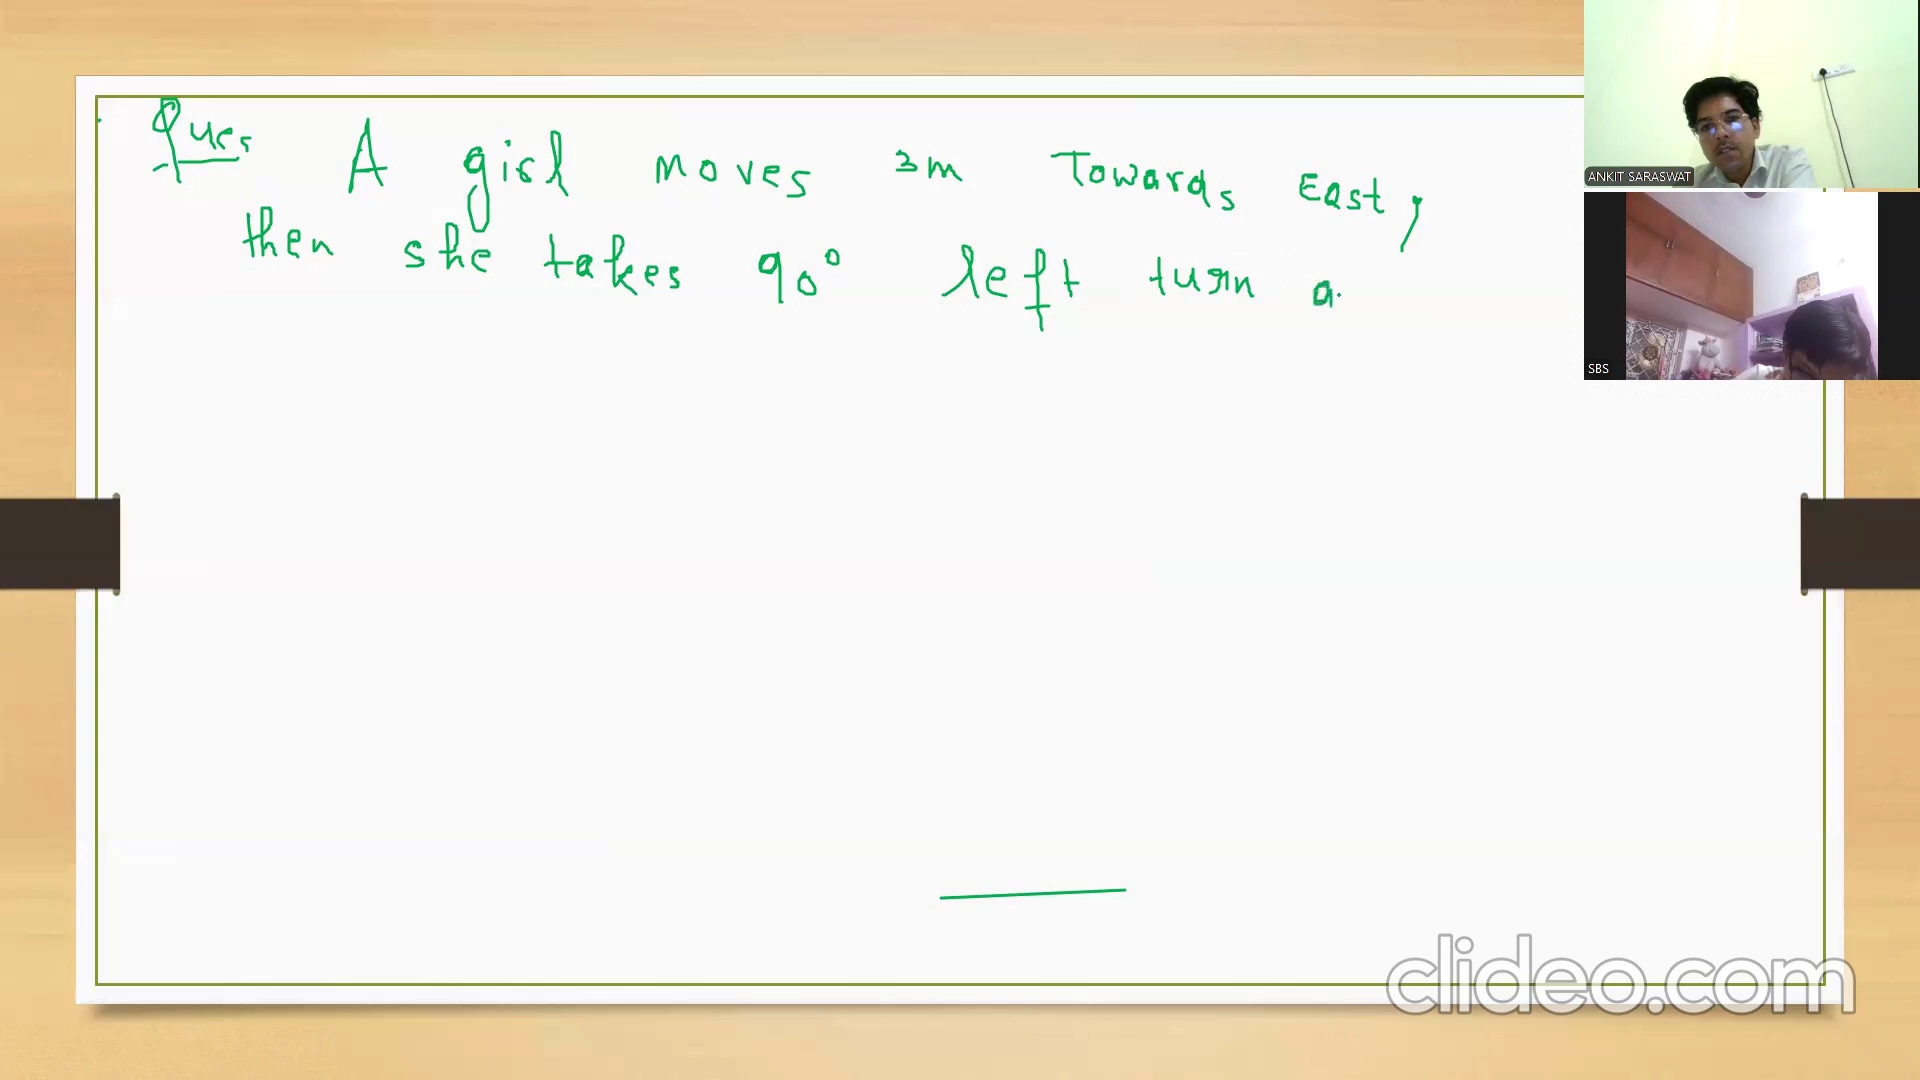 Ques A girl moves 3m Towards East,
then she takes 90° left turn a
ANKIT SARASWAT
SBS
clideo.com